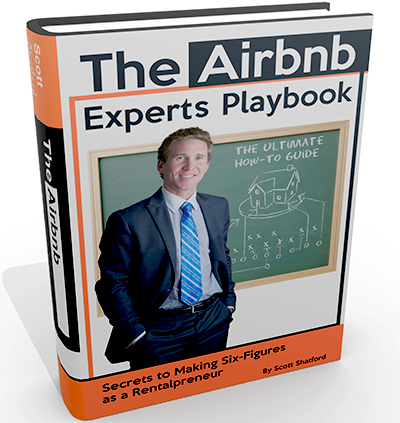 The Airbnb
Experts Playbook
THE ULTIMATE
HOW-TO GUIDE
Secrets to Making Six-Figures
as a Rentalpreneur
By Scott Shatford
Scott
The Airbnb